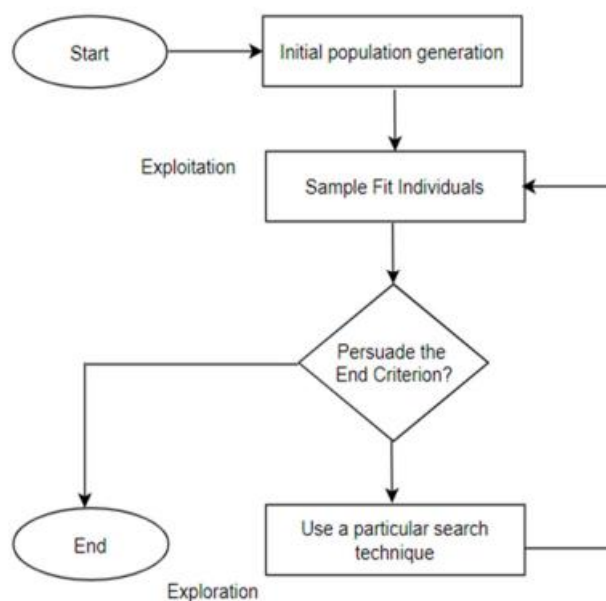 Start
Initial population generation
Exploitation
Sample Fit Individuals
Persuade the
End Criterion?
End
Use a particular search
technique
Exploration